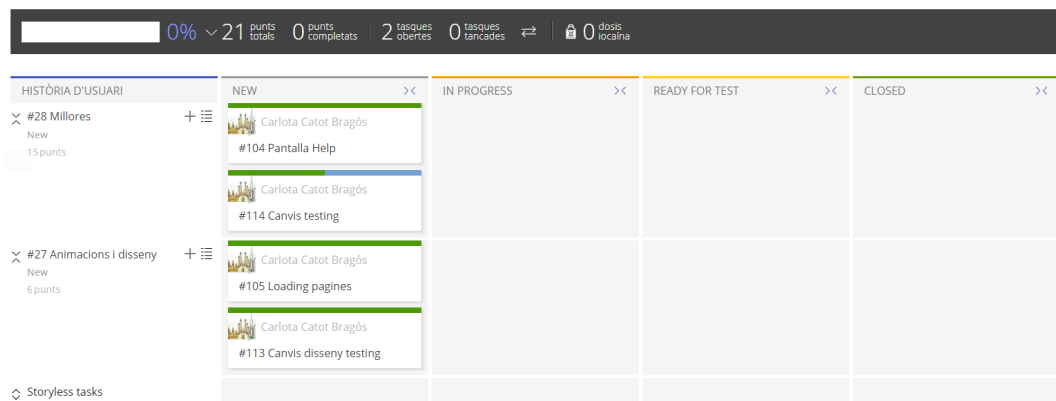 0% 21 punts totals 0 punts completats 2 tasques obertes 0 tasques tancades 0 dosis iocaína
HISTÒRIA D'USUARI NEW IN PROGRESS READY FOR TEST CLOSED
#28 Millores
New
15 punts
Carlota Catot Bragós
#104 Pantalla Help
Carlota Catot Bragós
#114 Canvis testing
#27 Animacions i disseny
New
6 punts
Carlota Catot Bragós
#105 Loading pagines
Carlota Catot Bragós
#113 Canvis disseny testing
Storyless tasks